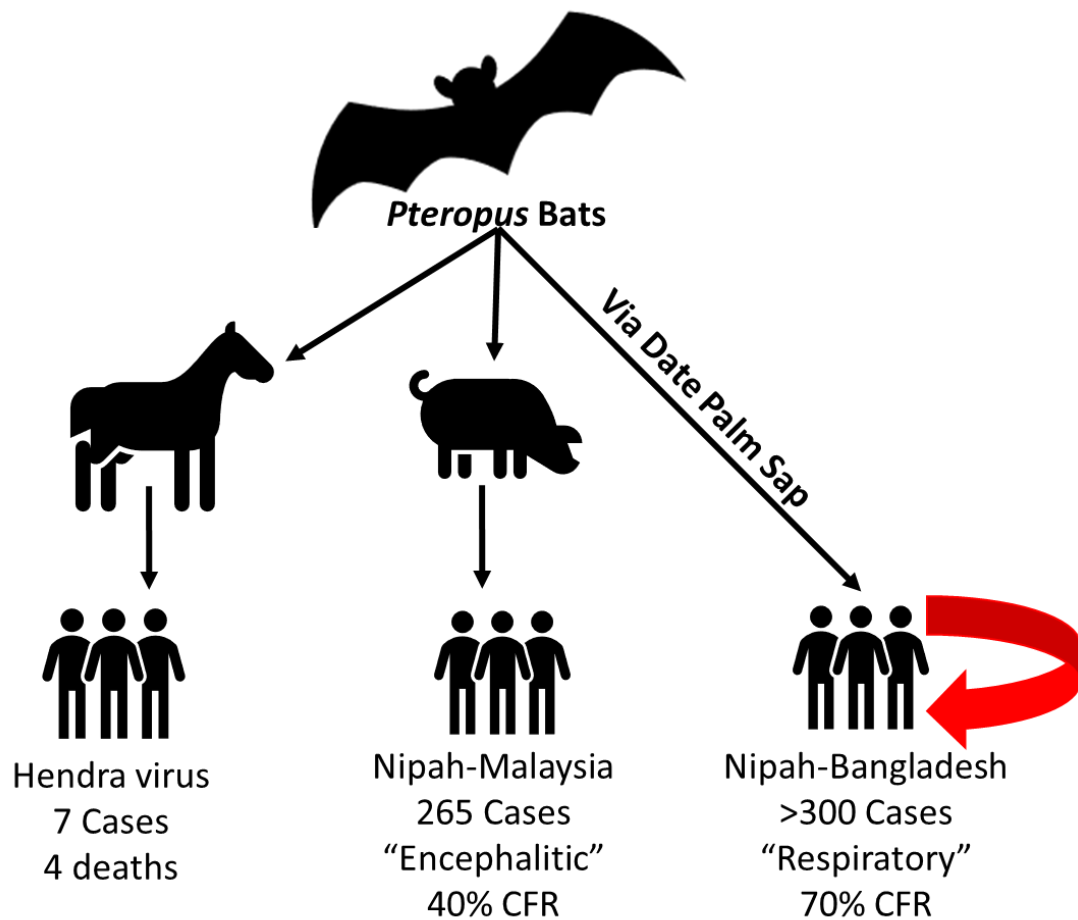 Pteropus Bats
Via Date Palm Sap
Hendra virus
7 Cases
4 deaths
Nipah-Malaysia
265 Cases
“Encephalitic”
40% CFR
Nipah-Bangladesh
>300 Cases
“Respiratory”
70% CFR